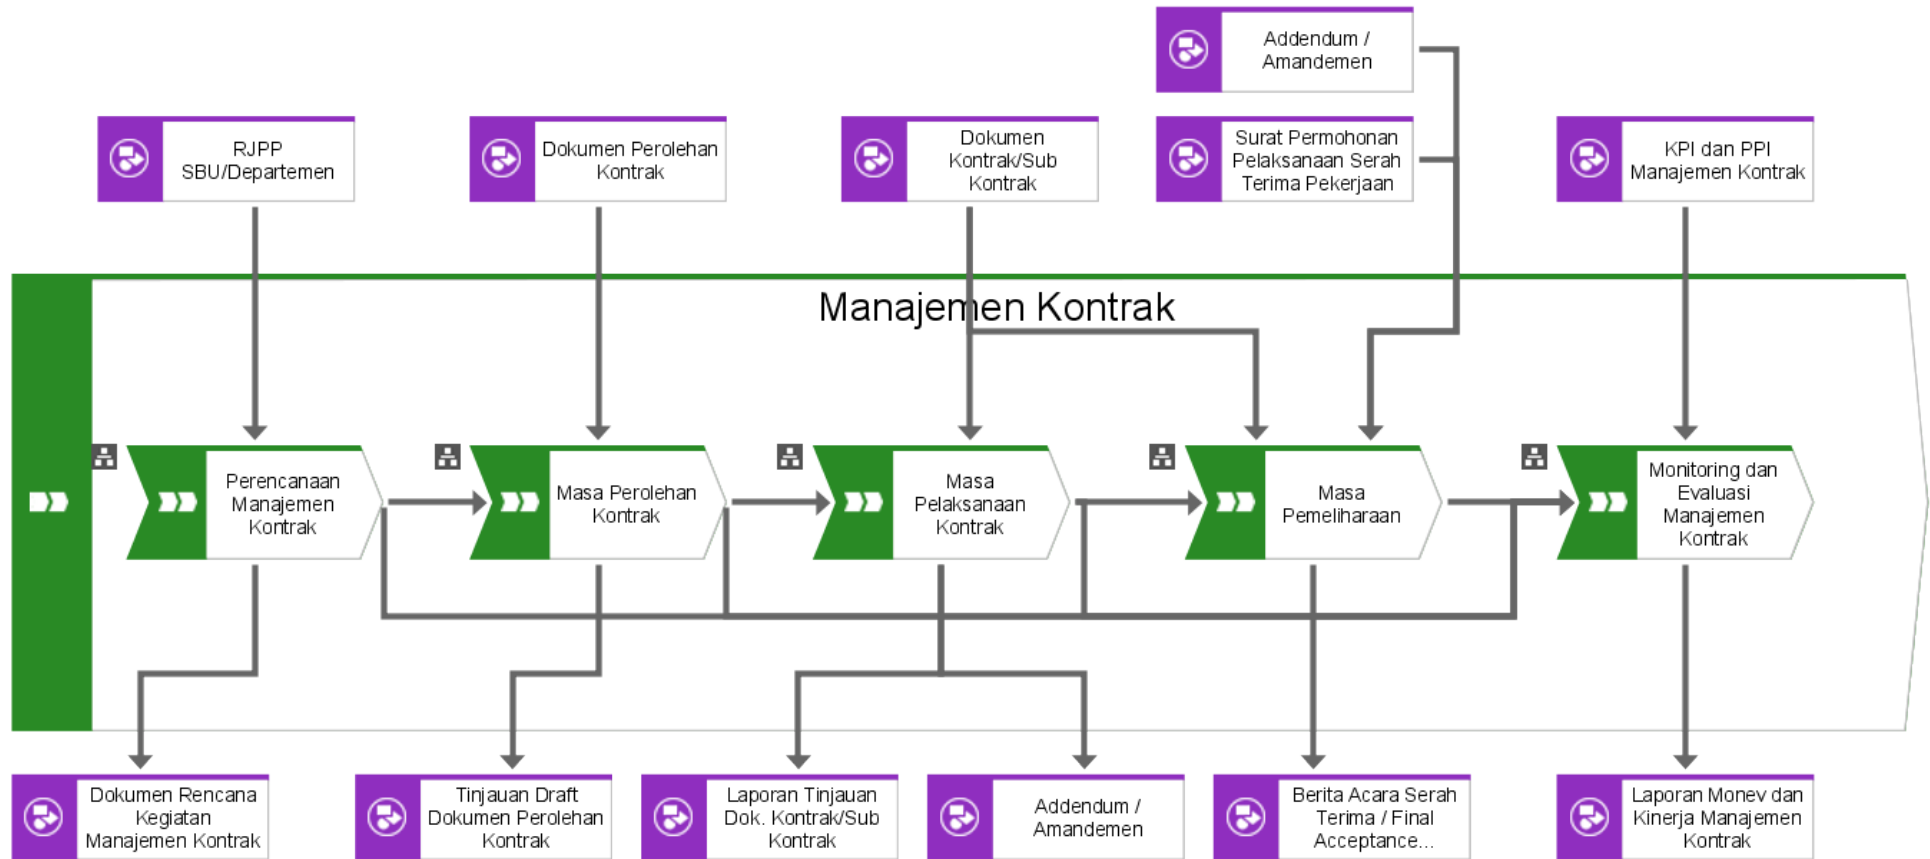 Addendum /
Amandemen
RJPP
SBU/Departemen
Dokumen Perolehan
Kontrak
Dokumen
Kontrak/Sub
Kontrak
Surat Permohonan
Pelaksanaan Serah
Terima Pekerjaan
KPI dan PPI
Manajemen Kontrak
Manajemen Kontrak
Perencanaan
Manajemen
Kontrak
Masa Perolehan
Kontrak
Masa
Pelaksanaan
Kontrak
Masa
Pemeliharaan
Monitoring dan
Evaluasi
Manajemen
Kontrak
Dokumen Rencana
Kegiatan
Manajemen Kontrak
Tinjauan Draft
Dokumen Perolehan
Kontrak
Laporan Tinjauan
Dok. Kontrak/Sub
Kontrak
Addendum /
Amandemen
Berita Acara Serah
Terima / Final
Acceptance...
Laporan Monev dan
Kinerja Manajemen
Kontrak